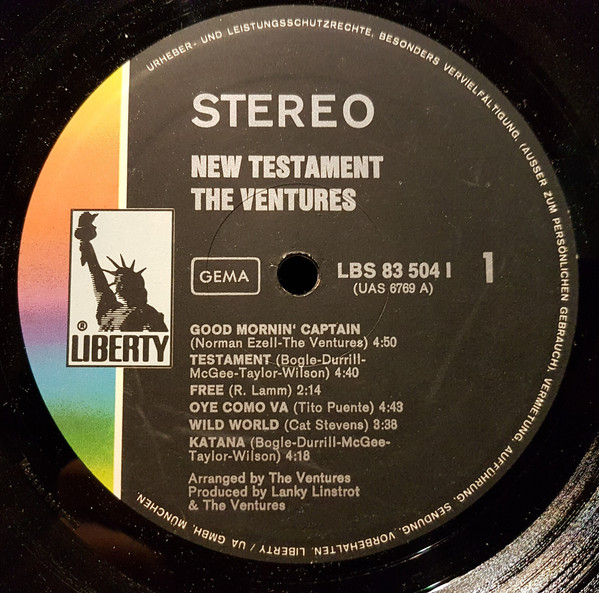 URHEBER- UND LEISTUNGSSCHUTZRECHTE, BESONDERS VERVIELFÄLTIGUNG, (AUSSER ZUM PERSÖNLICHEN GEBRAUCH), VERMIETUNG, AUFFÜHRUNG, SENDUNG, VORBEHALTEN. LIBERTY / UA GMBH, MÜNCHEN.
STEREO
NEW TESTAMENT
THE VENTURES
GEMA
LBS 83 504 I
(UAS 6769 A)
1
® LIBERTY
GOOD MORNIN' CAPTAIN
(Norman Ezell-The Ventures) 4:50
TESTAMENT (Bogle-Durrill-
McGee-Taylor-Wilson) 4:40
FREE (R. Lamm) 2:14
OYE COMO VA (Tito Puente) 4:43
WILD WORLD (Cat Stevens) 3:38
KATANA (Bogle-Durrill-McGee-
Taylor-Wilson) 4:18
Arranged by The Ventures
Produced by Lanky Linstrot
& The Ventures